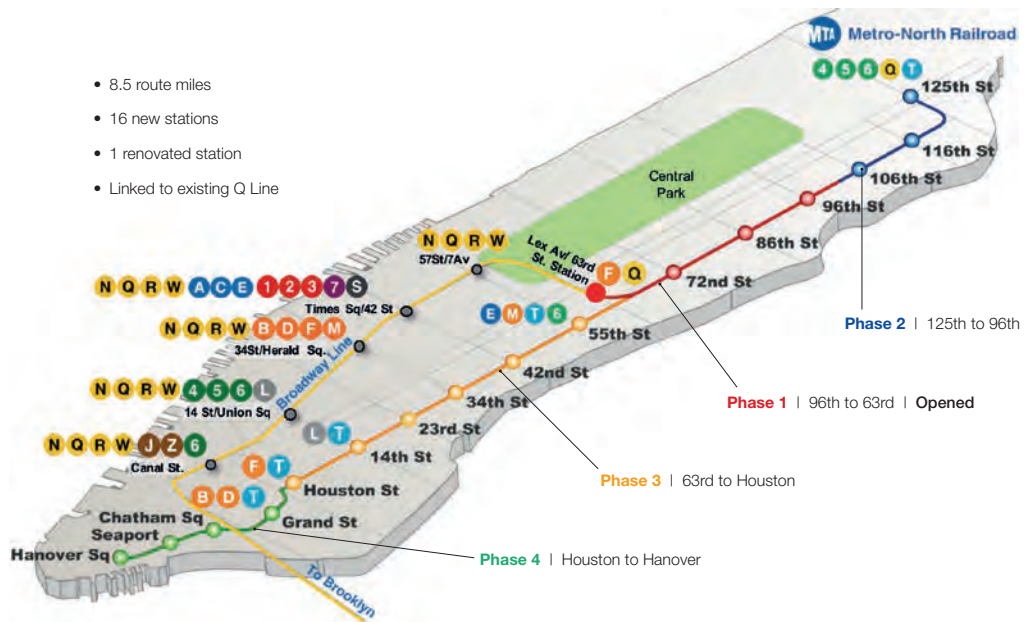 MTA Metro-North Railroad
4 5 6 Q T
125th St
116th St
106th St
96th St
86th St
72nd St
• 8.5 route miles
• 16 new stations
• 1 renovated station
• Linked to existing Q Line
Central
Park
N Q R W
57St/7Av
Lex Av/ 63rd
St. Station
F Q
N Q R W A C E 1 2 3 7 S
Times Sq/42 St
N Q R W B D F M
34St/Herald Sq.
Broadway Line
N Q R W 4 5 6 L
14 St/Union Sq
N Q R W J Z 6
Canal St.
E M T 6
55th St
42nd St
34th St
23rd St
L T
14th St
F T
Houston St
B D T
Grand St
Chatham Sq
Seaport
Hanover Sq
To Brooklyn
Phase 2 | 125th to 96th
Phase 1 | 96th to 63rd | Opened
Phase 3 | 63rd to Houston
Phase 4 | Houston to Hanover